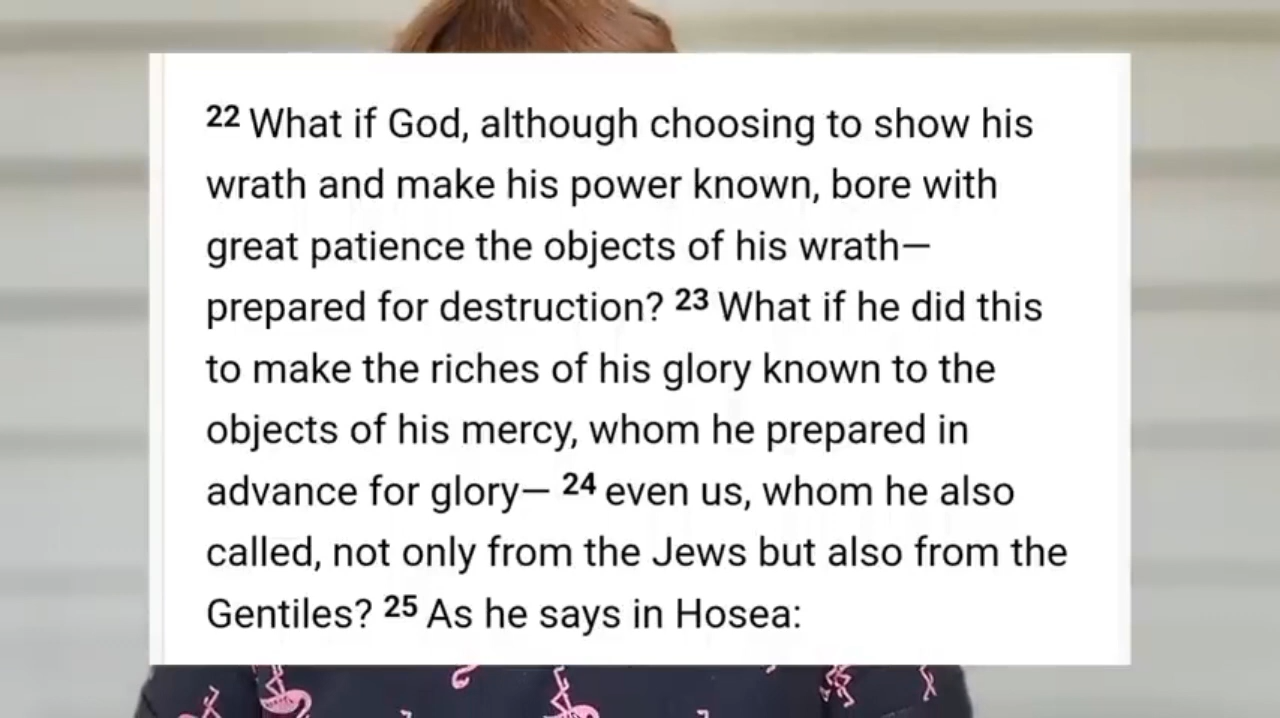 22 What if God, although choosing to show his
wrath and make his power known, bore with
great patience the objects of his wrath—
prepared for destruction? 23 What if he did this
to make the riches of his glory known to the
objects of his mercy, whom he prepared in
advance for glory— 24 even us, whom he also
called, not only from the Jews but also from the
Gentiles? 25 As he says in Hosea: